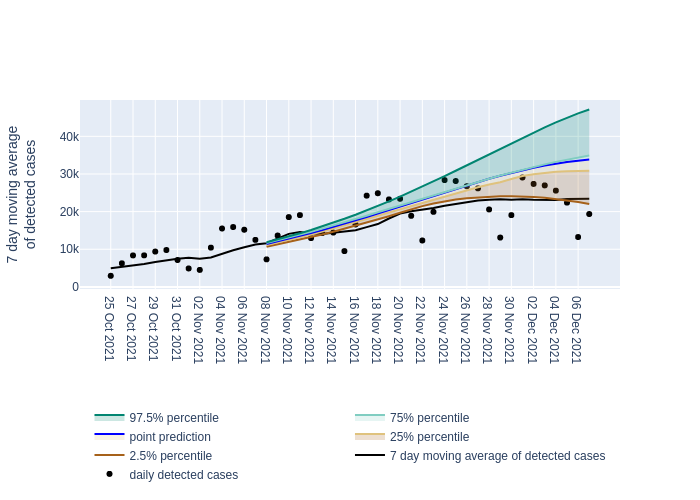 7 day moving average
of detected cases
40k
30k
20k
10k
0
25 Oct 2021
27 Oct 2021
29 Oct 2021
31 Oct 2021
02 Nov 2021
04 Nov 2021
06 Nov 2021
08 Nov 2021
10 Nov 2021
12 Nov 2021
14 Nov 2021
16 Nov 2021
18 Nov 2021
20 Nov 2021
22 Nov 2021
24 Nov 2021
26 Nov 2021
28 Nov 2021
30 Nov 2021
02 Dec 2021
04 Dec 2021
06 Dec 2021
97.5% percentile
75% percentile
point prediction
25% percentile
2.5% percentile
7 day moving average of detected cases
daily detected cases